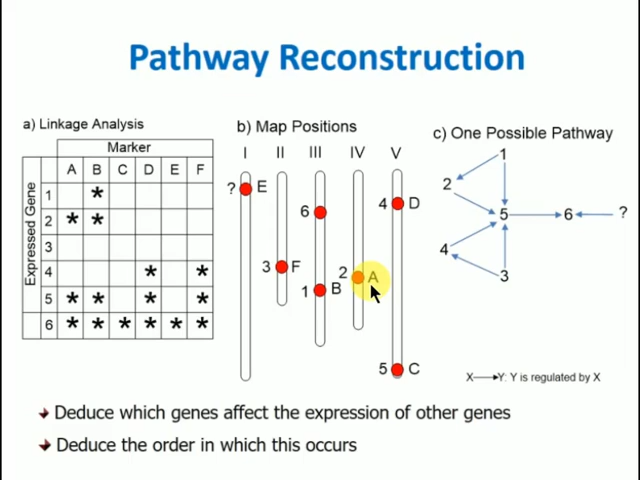 Pathway Reconstruction
a) Linkage Analysis
Marker
A B C D E F
Expressed Gene
1 *
2 * *
3
4 * *
5 * * * *
6 * * * * * *
b) Map Positions
I II III IV V
? E
6
4 D
3 F
2 A
1 B
5 C
c) One Possible Pathway
1
2
5 6 ?
4
3
X Y: Y is regulated by X
Deduce which genes affect the expression of other genes
Deduce the order in which this occurs